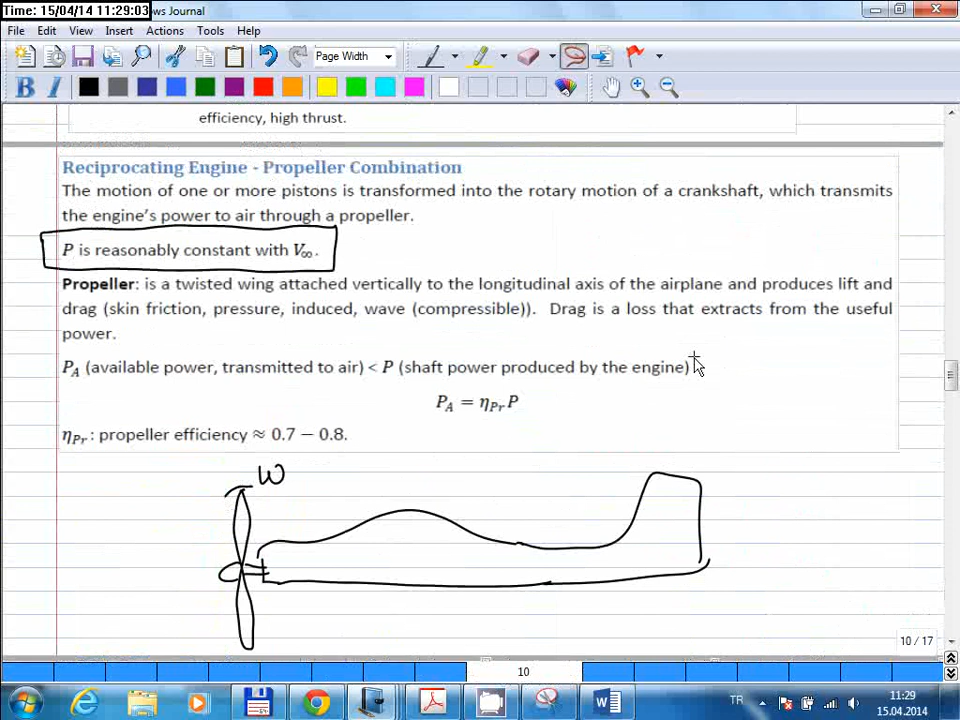 Time: 15/04/14 11:29:03
ws Journal
File Edit View Insert Actions Tools Help
Page Width
B I
efficiency, high thrust.
Reciprocating Engine - Propeller Combination
The motion of one or more pistons is transformed into the rotary motion of a crankshaft, which transmits
the engine's power to air through a propeller.
P is reasonably constant with V∞.
Propeller: is a twisted wing attached vertically to the longitudinal axis of the airplane and produces lift and
drag (skin friction, pressure, induced, wave (compressible)). Drag is a loss that extracts from the useful
power.
P_A (available power, transmitted to air) < P (shaft power produced by the engine)
P_A = η_Pr P
η_Pr : propeller efficiency ≈ 0.7 − 0.8.
ω
10 / 17
10
TR
11:29
15.04.2014